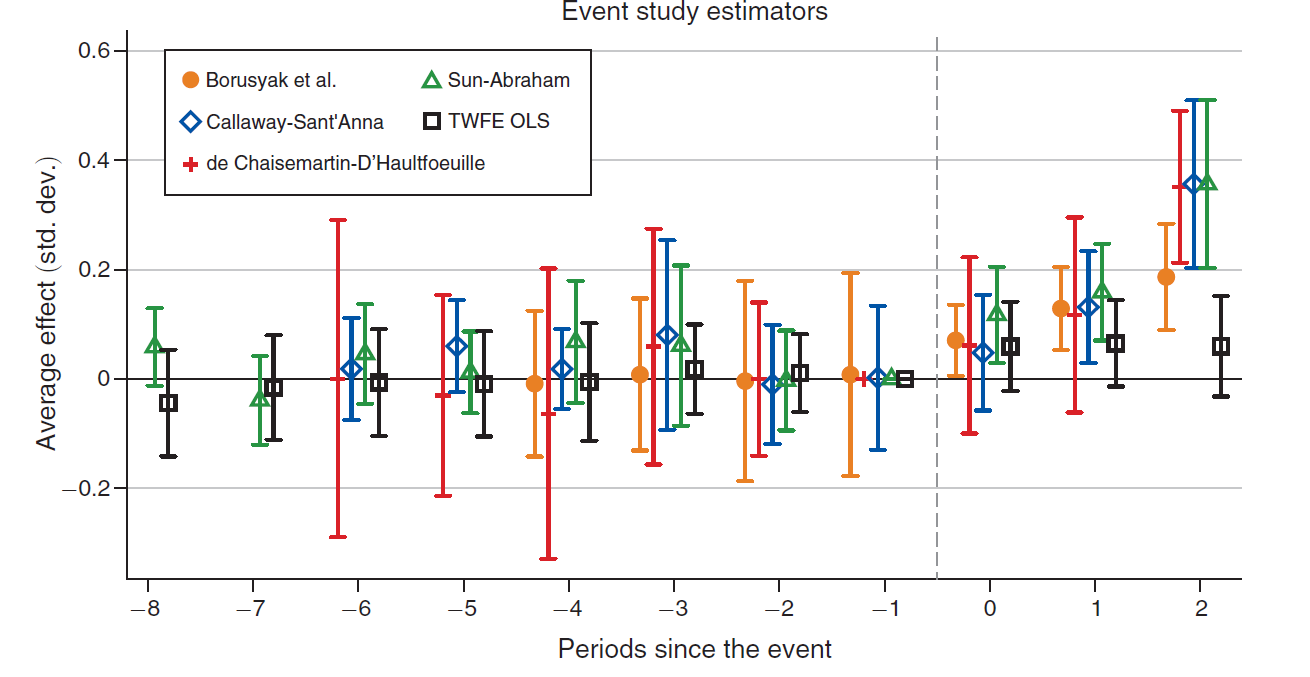 Event study estimators
0.6
Borusyak et al.
Sun-Abraham
Callaway-Sant'Anna
TWFE OLS
de Chaisemartin-D’Haultfoeuille
0.4
0.2
0
−0.2
Average effect (std. dev.)
−8 −7 −6 −5 −4 −3 −2 −1 0 1 2
Periods since the event